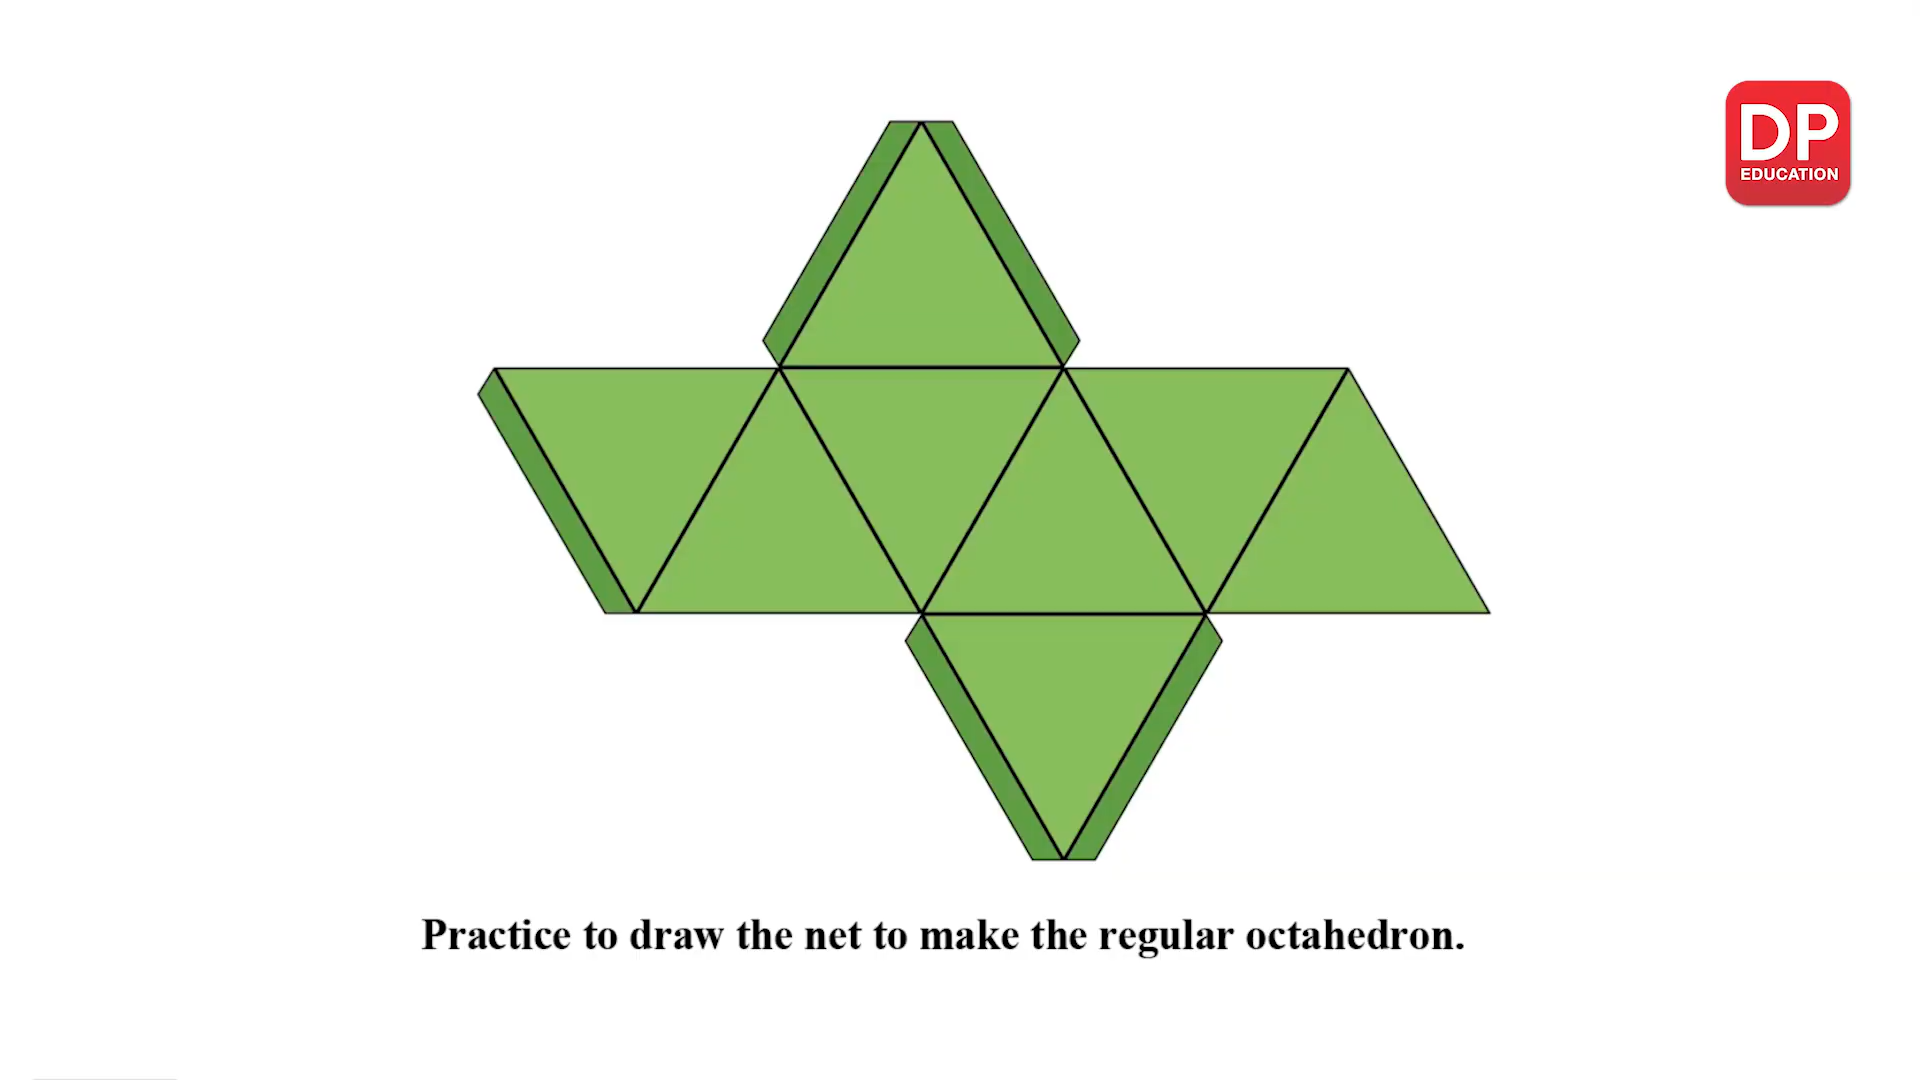 DP
EDUCATION
Practice to draw the net to make the regular octahedron.